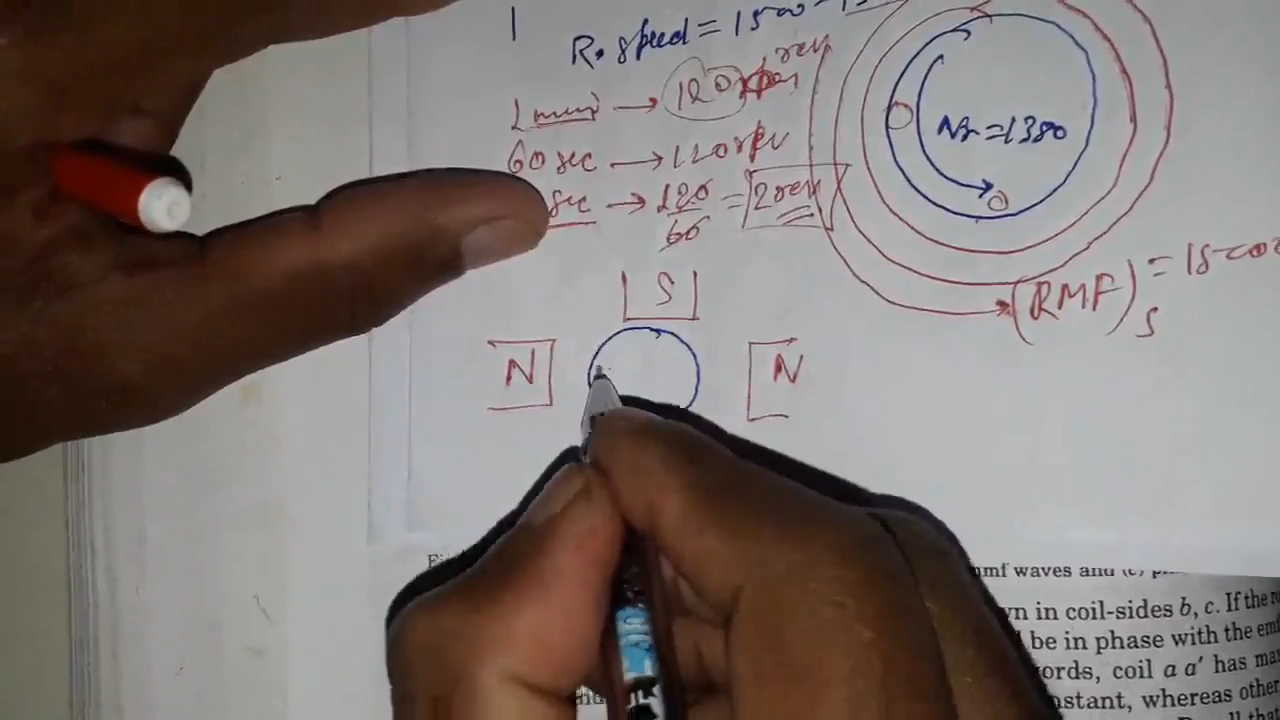 R. speed = 1500 -
1 min → 120 rev
60 sec → 120 rev
sec → 120/60 = 2 rev
Nr = 1380
(RMF)s = 1500
S
N
N
mmf waves and (c)
wn in coil-sides b, c. If the
be in phase with the em
ords, coil a a' has ma
nstant, whereas other